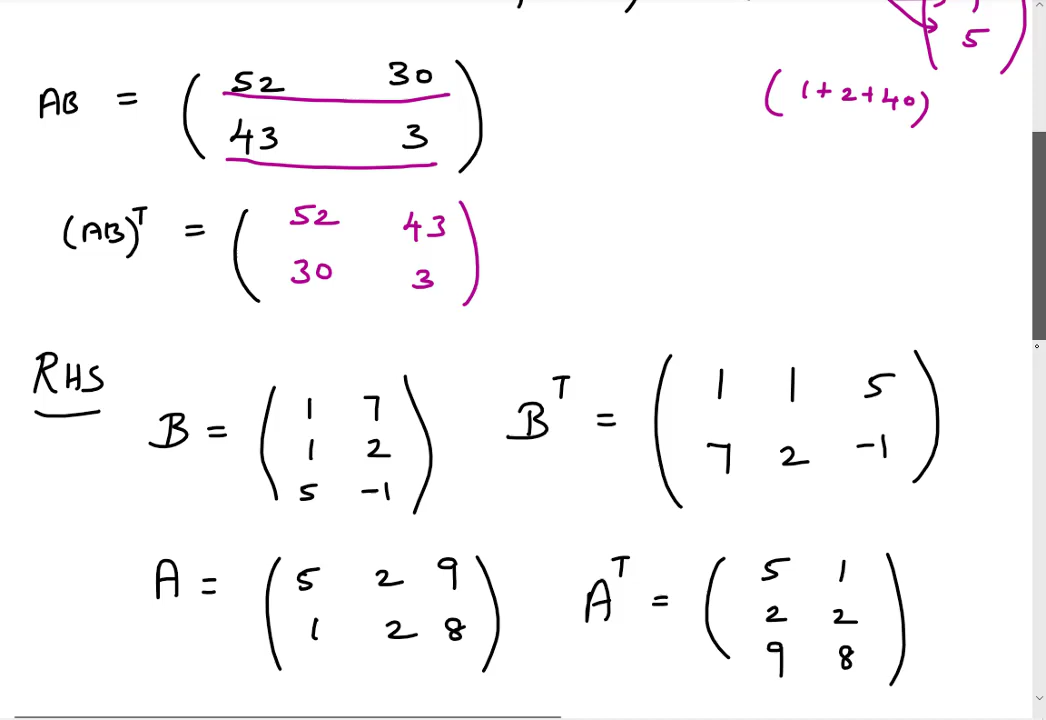 5
(1+2+40)
AB = ( 52 30
43 3 )
(AB)^T = ( 52 43
30 3 )
RHS
B = ( 1 7
1 2
5 -1 )
B^T = ( 1 1 5
7 2 -1 )
A = ( 5 2 9
1 2 8 )
A^T = ( 5 1
2 2
9 8 )